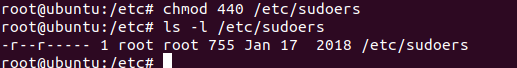 root@ubuntu:/etc# chmod 440 /etc/sudoers
root@ubuntu:/etc# ls -l /etc/sudoers
-r--r----- 1 root root 755 Jan 17  2018 /etc/sudoers
root@ubuntu:/etc#